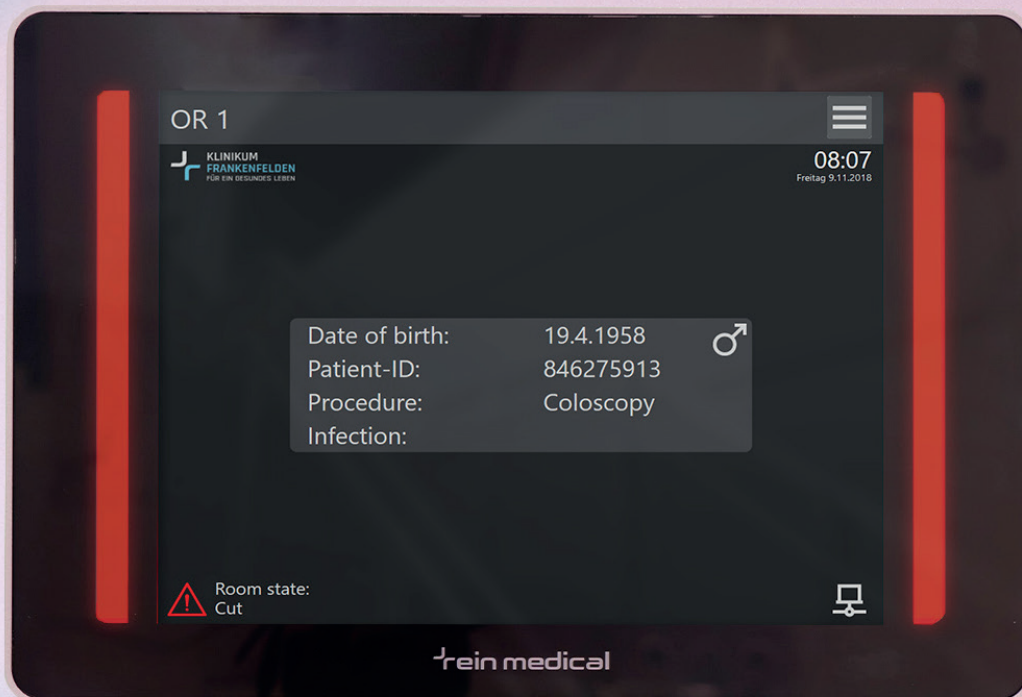 OR 1
KLINIKUM
FRANKENFELDEN
FÜR EIN GESUNDES LEBEN
08:07
Freitag 9.11.2018
Date of birth: 19.4.1958
Patient-ID: 846275913
Procedure: Coloscopy
Infection:
Room state:
Cut
rein medical